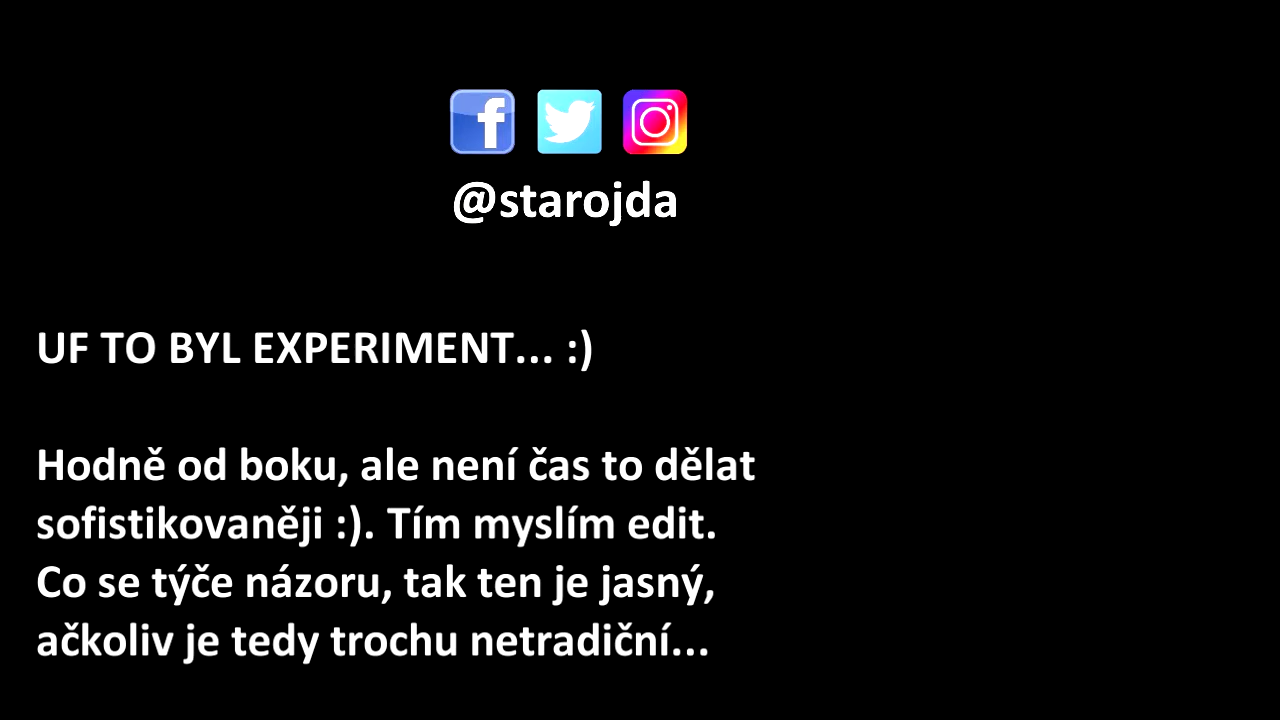 @starojda
UF TO BYL EXPERIMENT... :)
Hodně od boku, ale není čas to dělat
sofistikovaněji :). Tím myslím edit.
Co se týče názoru, tak ten je jasný,
ačkoliv je tedy trochu netradiční...